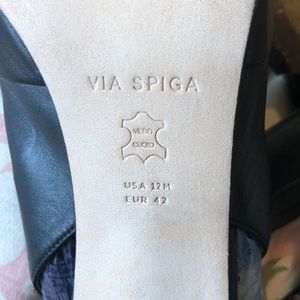 VIA SPIGA
VERO
CUOIO
USA 12M
EUR 42